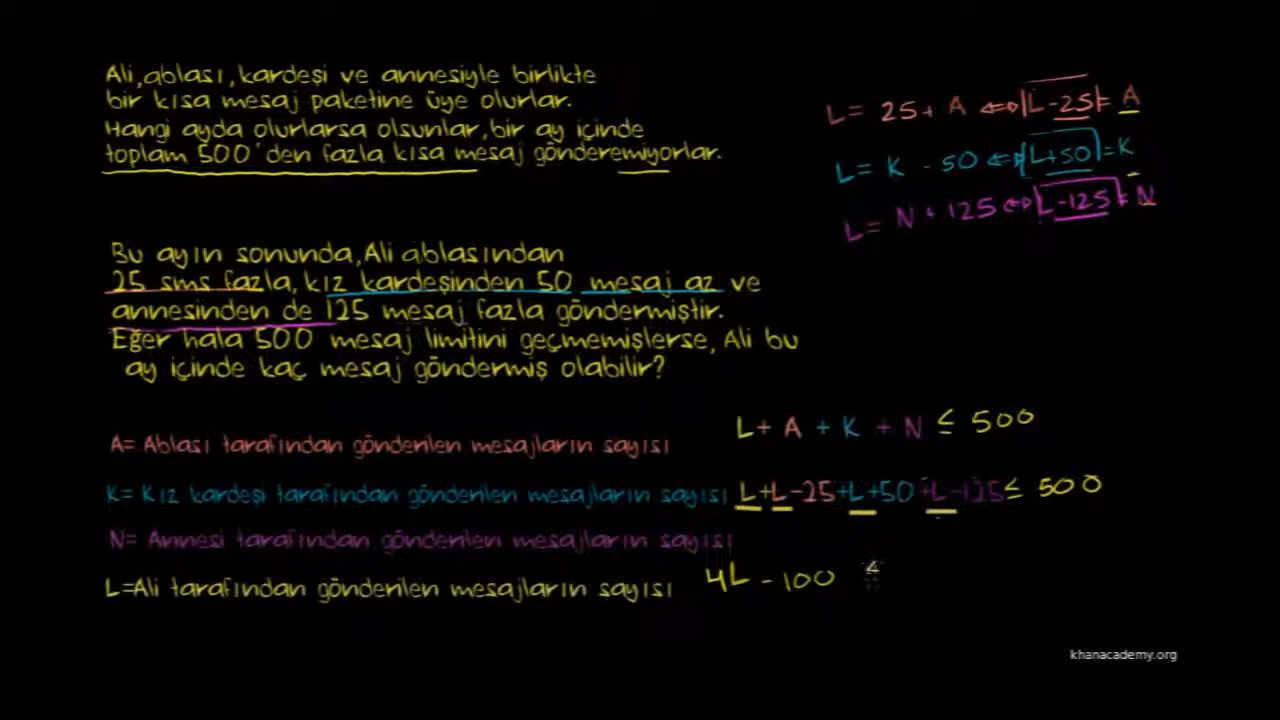 Ali,ablası,kardeşi ve annesiyle birlikte
bir kısa mesaj paketine üye olurlar.
Hangi ayda olurlarsa olsunlar,bir ay içinde
toplam 500'den fazla kısa mesaj gönderemiyorlar.
L= 25+ A ⇔ L-25 = A
L= K - 50 ⇔ L+50 = K
L= N + 125 ⇔ L-125 = N
Bu ayın sonunda,Ali ablasından
25 sms fazla,kız kardeşinden 50 mesaj az ve
annesinden de 125 mesaj fazla göndermiştir.
Eğer hala 500 mesaj limitini geçmemişlerse, Ali bu
ay içinde kaç mesaj göndermiş olabilir?
A= Ablası tarafından gönderilen mesajların sayısı
K= Kız kardeşi tarafından gönderilen mesajların sayısı
N= Annesi tarafından gönderilen mesajların sayısı
L=Ali tarafından gönderilen mesajların sayısı
L+ A + K + N ≤ 500
L+L-25+L+50+L-125≤ 500
4L - 100 ≤
khanacademy.org